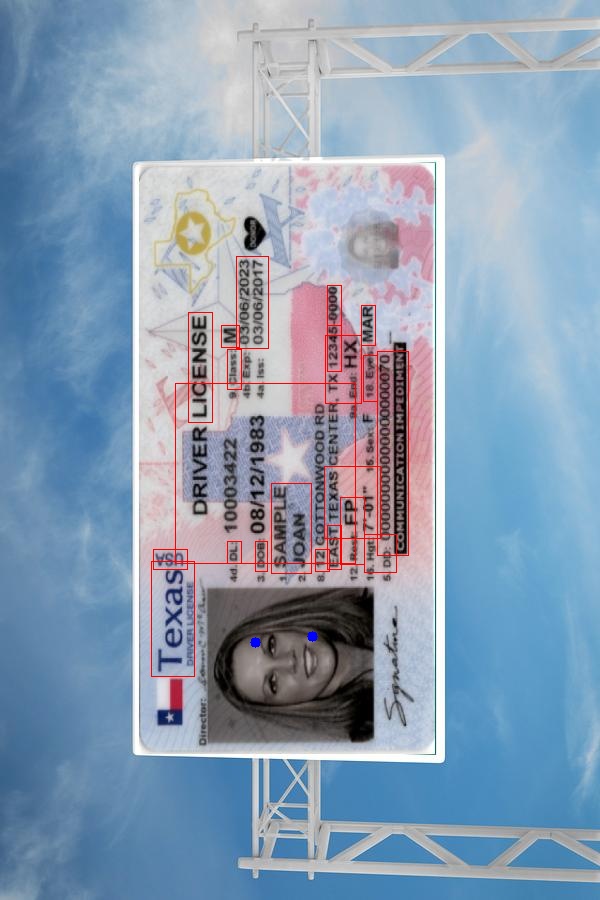 Texas
USA
DRIVER LICENSE
DRIVER LICENSE
Director:
DONOR
4d. DL: 10003422
9. Class: M
3. DOB: 08/12/1983
4b. Exp: 03/06/2023
4a. Iss: 03/06/2017
1. SAMPLE
2. JOAN
8. 12 COTTONWOOD RD
EAST TEXAS CENTER, TX 12345-0000
12. Rest: FP
9a. End: HX
16. Hgt: 7'-01"
15. Sex: F
18. Eyes: MAR
5. DD: 00000000000000000070
COMMUNICATION IMPEDIMENT
Signature